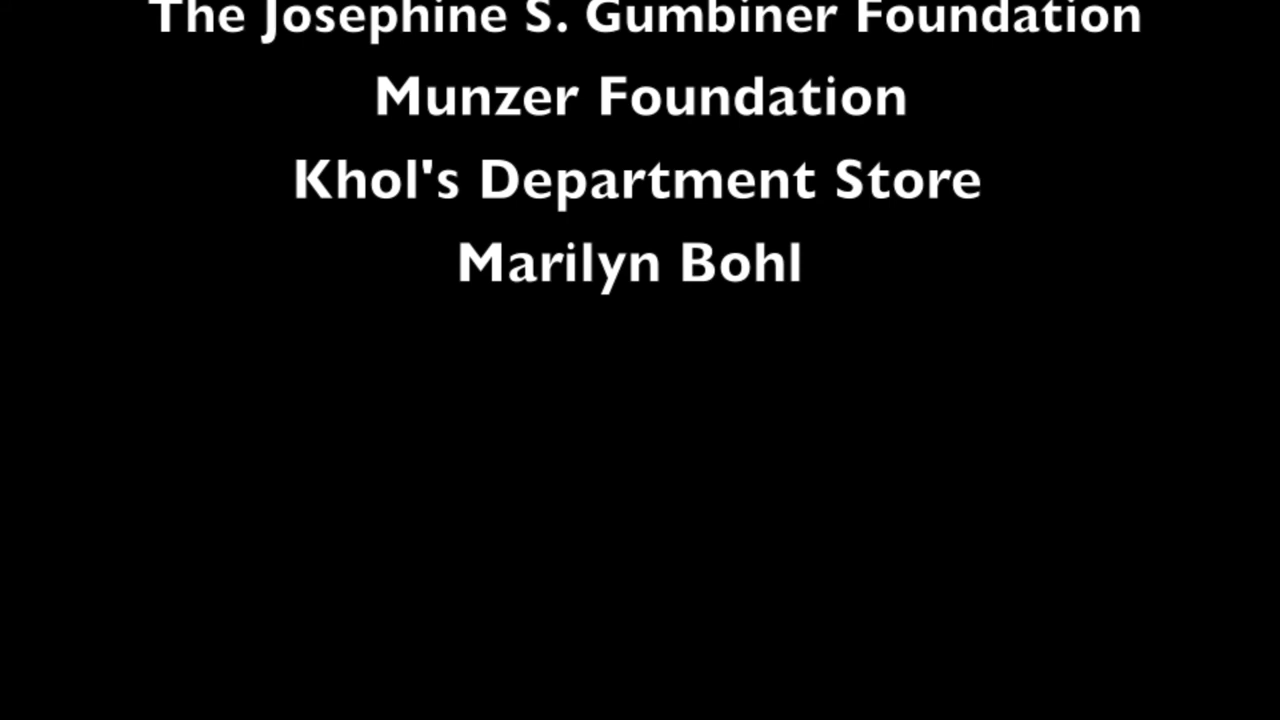 The Josephine S. Gumbiner Foundation
Munzer Foundation
Khol's Department Store
Marilyn Bohl